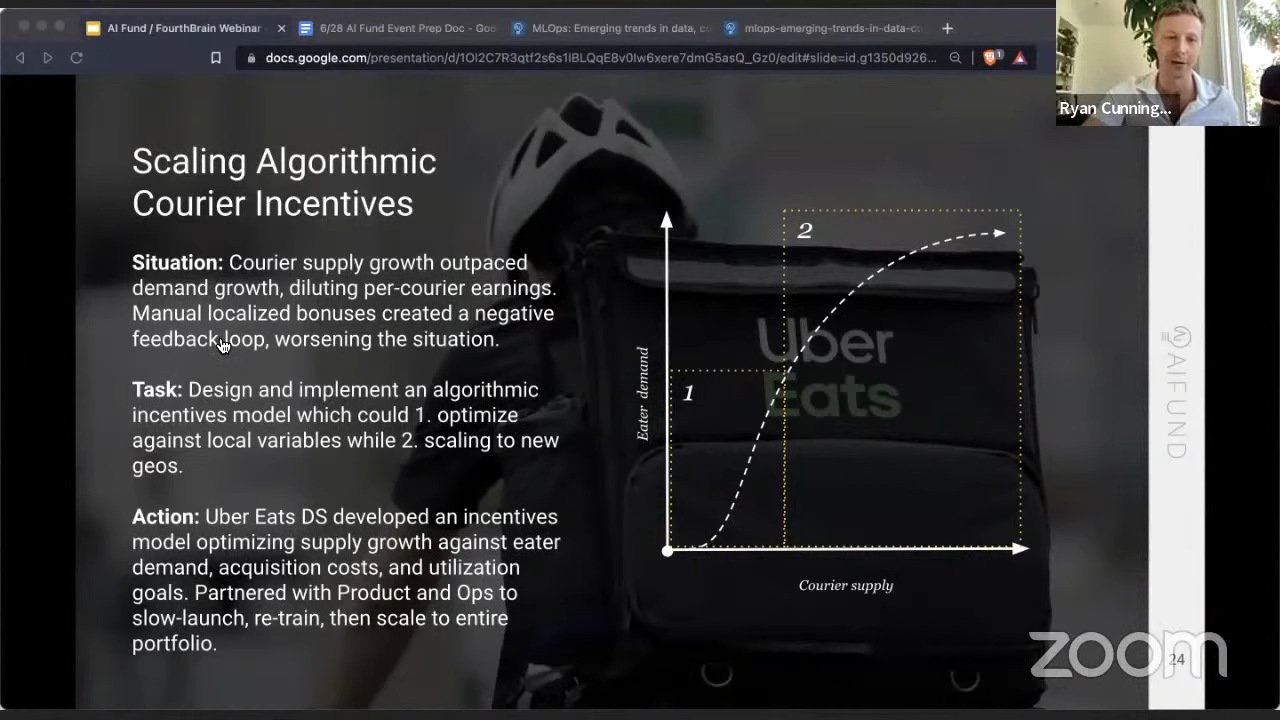 AI Fund / FourthBrain Webinar
6/28 AI Fund Event Prep Doc - Goo
MLOps: Emerging trends in data, co
mlops-emerging-trends-in-data-co
docs.google.com/presentation/d/1OI2C7R3qtf2s6s1IBLQqE8v0Iw6xere7dmG5asQ_Gz0/edit#slide=id.g1350d926...
1
Ryan Cunning...
Scaling Algorithmic
Courier Incentives
Situation: Courier supply growth outpaced
demand growth, diluting per-courier earnings.
Manual localized bonuses created a negative
feedback loop, worsening the situation.
Task: Design and implement an algorithmic
incentives model which could 1. optimize
against local variables while 2. scaling to new
geos.
Action: Uber Eats DS developed an incentives
model optimizing supply growth against eater
demand, acquisition costs, and utilization
goals. Partnered with Product and Ops to
slow-launch, re-train, then scale to entire
portfolio.
2
1
Uber
Eats
Eater demand
Courier supply
AIFUND
zoom
24